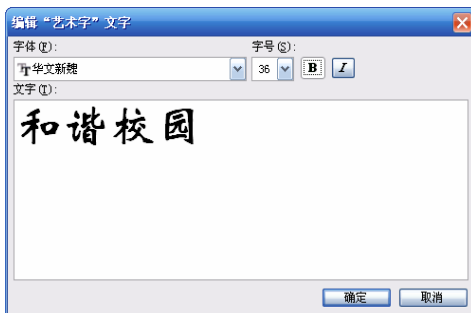 编辑“艺术字”文字
字体(F): 字号(S):
华文新魏 36 B I
文字(T):
和谐校园
确定 取消